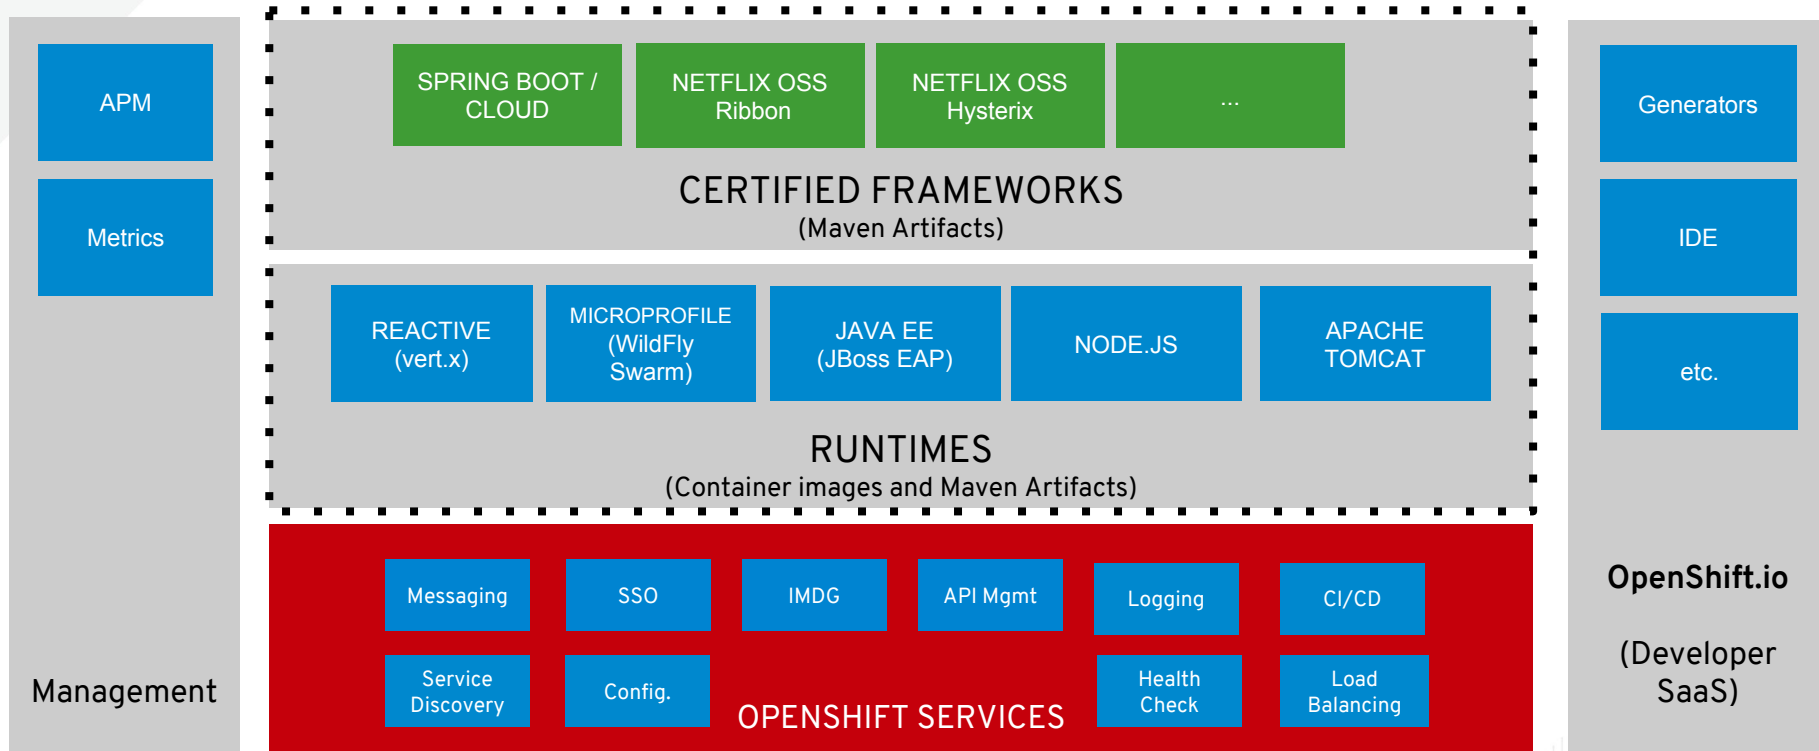 APM
Metrics
Management
SPRING BOOT /
CLOUD
NETFLIX OSS
Ribbon
NETFLIX OSS
Hysterix
...
CERTIFIED FRAMEWORKS
(Maven Artifacts)
REACTIVE
(vert.x)
MICROPROFILE
(WildFly
Swarm)
JAVA EE
(JBoss EAP)
NODE.JS
APACHE
TOMCAT
RUNTIMES
(Container images and Maven Artifacts)
Messaging
SSO
IMDG
API Mgmt
Logging
CI/CD
Service
Discovery
Config.
Health
Check
Load
Balancing
OPENSHIFT SERVICES
Generators
IDE
etc.
OpenShift.io
(Developer
SaaS)